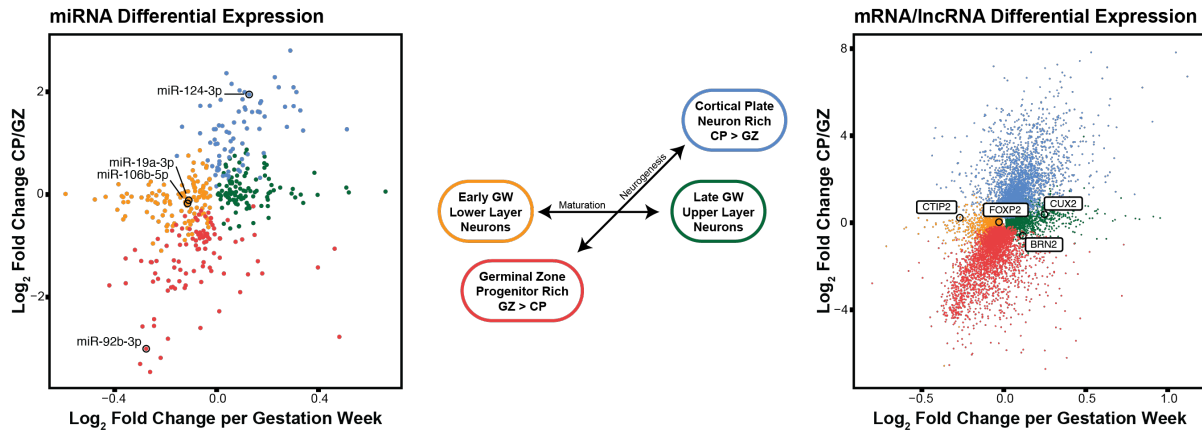 miRNA Differential Expression
Log2 Fold Change CP/GZ
2
0
−2
miR-124-3p
miR-19a-3p
miR-106b-5p
miR-92b-3p
−0.4
0.0
0.4
Log2 Fold Change per Gestation Week
Cortical Plate
Neuron Rich
CP > GZ
Neurogenesis
Maturation
Early GW
Lower Layer
Neurons
Late GW
Upper Layer
Neurons
Germinal Zone
Progenitor Rich
GZ > CP
mRNA/lncRNA Differential Expression
Log2 Fold Change CP/GZ
8
4
0
−4
CTIP2
FOXP2
CUX2
BRN2
−0.5
0.0
0.5
1.0
Log2 Fold Change per Gestation Week